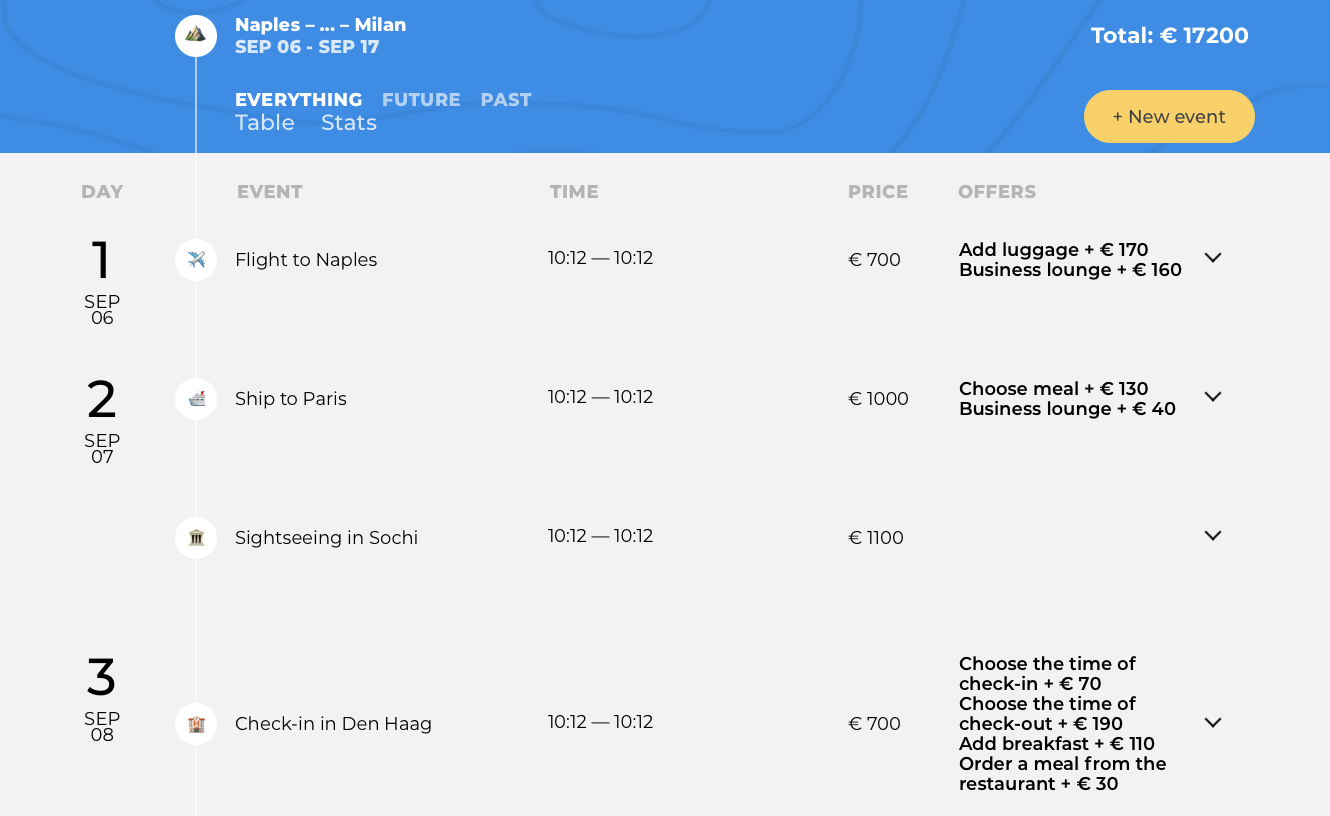 Naples – ... – Milan
SEP 06 - SEP 17
Total: € 17200
EVERYTHING FUTURE PAST
Table Stats
+ New event
DAY EVENT TIME PRICE OFFERS
1
SEP
06
Flight to Naples
10:12 — 10:12
€ 700
Add luggage + € 170
Business lounge + € 160
2
SEP
07
Ship to Paris
10:12 — 10:12
€ 1000
Choose meal + € 130
Business lounge + € 40
Sightseeing in Sochi
10:12 — 10:12
€ 1100
3
SEP
08
Check-in in Den Haag
10:12 — 10:12
€ 700
Choose the time of
check-in + € 70
Choose the time of
check-out + € 190
Add breakfast + € 110
Order a meal from the
restaurant + € 30